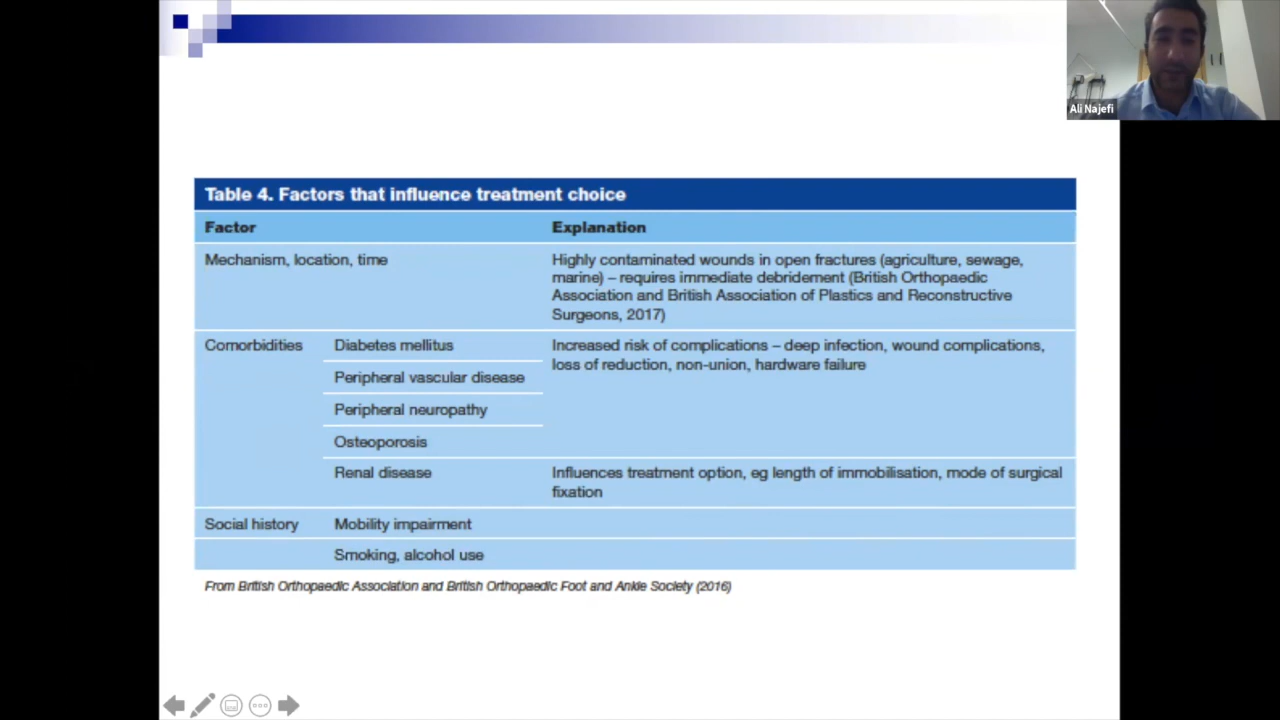 Ali Najefi
Table 4. Factors that influence treatment choice
Factor Explanation
Mechanism, location, time Highly contaminated wounds in open fractures (agriculture, sewage,
marine) – requires immediate debridement (British Orthopaedic
Association and British Association of Plastics and Reconstructive
Surgeons, 2017)
Comorbidities Diabetes mellitus Increased risk of complications – deep infection, wound complications,
loss of reduction, non-union, hardware failure
Peripheral vascular disease
Peripheral neuropathy
Osteoporosis
Renal disease Influences treatment option, eg length of immobilisation, mode of surgical
fixation
Social history Mobility impairment
Smoking, alcohol use
From British Orthopaedic Association and British Orthopaedic Foot and Ankle Society (2016)